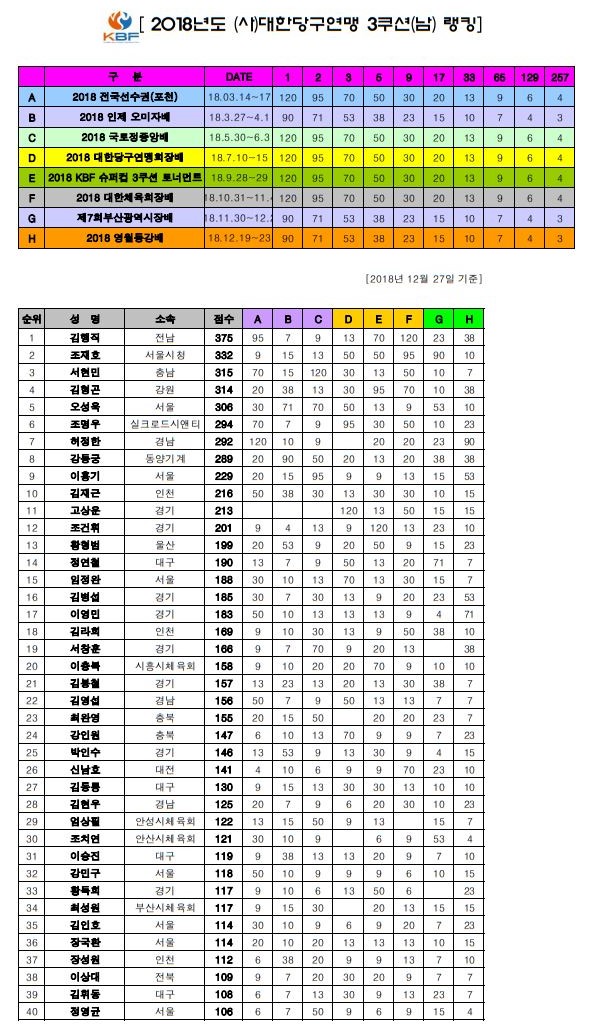 KBF
[ 2018년도 (사)대한당구연맹 3쿠션(남) 랭킹]
구 분 DATE 1 2 3 5 9 17 33 65 129 257
A 2018 전국선수권(포천) 18.03.14~17 120 95 70 50 30 20 13 9 6 4
B 2018 인제 오미자배 18.3.27~4.1 90 71 53 38 23 15 10 7 4 3
C 2018 국토정중앙배 18.5.30~6.3 120 95 70 50 30 20 13 9 6 4
D 2018 대한당구연맹회장배 18.7.10~15 120 95 70 50 30 20 13 9 6 4
E 2018 KBF 슈퍼컵 3쿠션 토너먼트 18.9.28~29 120 95 70 50 30 20 13 9 6 4
F 2018 대한체육회장배 18.10.31~11.4 120 95 70 50 30 20 13 9 6 4
G 제7회부산광역시장배 18.11.30~12.2 90 71 53 38 23 15 10 7 4 3
H 2018 영월동강배 18.12.19~23 90 71 53 38 23 15 10 7 4 3
[2018년 12월 27일 기준]
순위 성 명 소속 점수 A B C D E F G H
1 김행직 전남 375 95 7 9 13 70 120 23 38
2 조재호 서울시청 332 9 15 13 50 50 95 90 10
3 서현민 충남 315 70 15 120 30 13 50 10 7
4 김형곤 강원 314 20 38 13 30 95 70 10 38
5 오성욱 서울 306 30 71 70 50 13 9 53 10
6 조명우 실크로드시앤티 294 70 7 9 95 30 50 10 23
7 허정한 경남 292 120 10 9 20 20 23 90
8 강동궁 동양기계 289 20 90 50 20 13 20 38 38
9 이홍기 서울 229 20 15 95 9 9 13 15 53
10 김재근 인천 216 50 38 30 13 30 30 10 15
11 고상운 경기 213 120 13 50 15 15
12 조건휘 경기 201 9 4 13 9 120 13 23 10
13 황형범 울산 199 20 53 9 20 50 9 15 23
14 정연철 대구 190 13 7 9 50 13 20 71 7
15 임정완 서울 188 30 10 13 70 13 30 15 7
16 김병섭 경기 185 30 7 30 13 9 20 23 53
17 이영민 경기 183 50 10 13 13 13 9 4 71
18 김라희 인천 169 9 10 30 13 9 50 38 10
19 서창훈 경기 166 9 7 70 9 20 13 38
20 이충복 시흥시체육회 158 9 10 20 20 70 9 10 10
21 김봉철 경기 157 13 23 13 20 13 30 38 7
22 김영섭 경남 156 50 7 9 50 13 13 7 7
23 최완영 충북 155 20 15 50 20 20 23 7
24 강인원 충북 147 6 10 13 70 9 9 7 23
25 박인수 경기 146 13 53 9 13 30 9 4 15
26 신남호 대전 141 4 10 6 9 9 70 23 10
27 김동룡 대구 130 9 15 13 30 30 13 10 10
28 김현우 경남 125 20 7 9 6 20 30 10 23
29 엄상필 안성시체육회 122 13 15 50 9 13 15 7
30 조치연 안산시체육회 121 30 10 9 6 9 53 4
31 이승진 대구 119 9 38 13 13 20 9 7 10
32 강민구 서울 118 50 10 9 9 9 6 10 15
33 황득희 경기 117 9 10 6 13 50 6 23
34 최성원 부산시체육회 117 9 15 30 20 13 15 15
35 김인호 서울 114 30 10 9 6 9 20 7 23
36 장국환 서울 114 20 10 20 13 13 13 10 15
37 장성원 인천 112 6 38 20 9 9 13 7 10
38 이상대 전북 109 9 7 20 30 20 9 7 7
39 김휘동 대구 108 6 7 13 30 9 13 23 7
40 정영균 서울 106 6 7 50 9 6 9 15 4